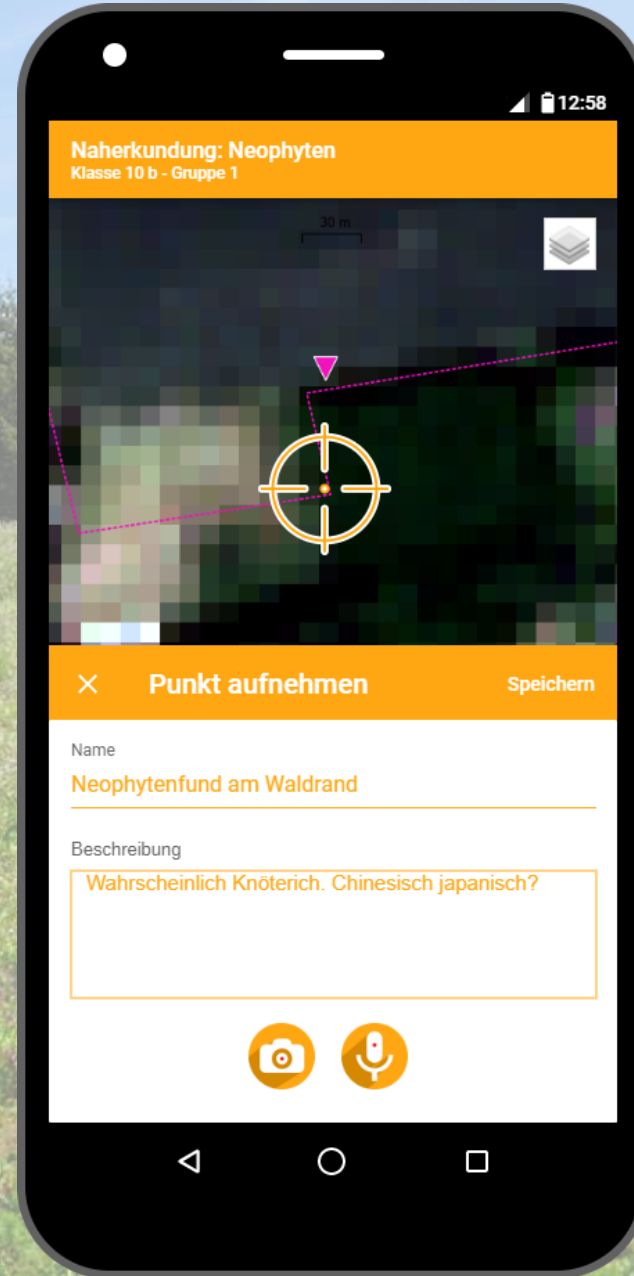 12:58
Naherkundung: Neophyten
Klasse 10 b - Gruppe 1
30 m
Punkt aufnehmen
Speichern
Name
Neophytenfund am Waldrand
Beschreibung
Wahrscheinlich Knöterich. Chinesisch japanisch?